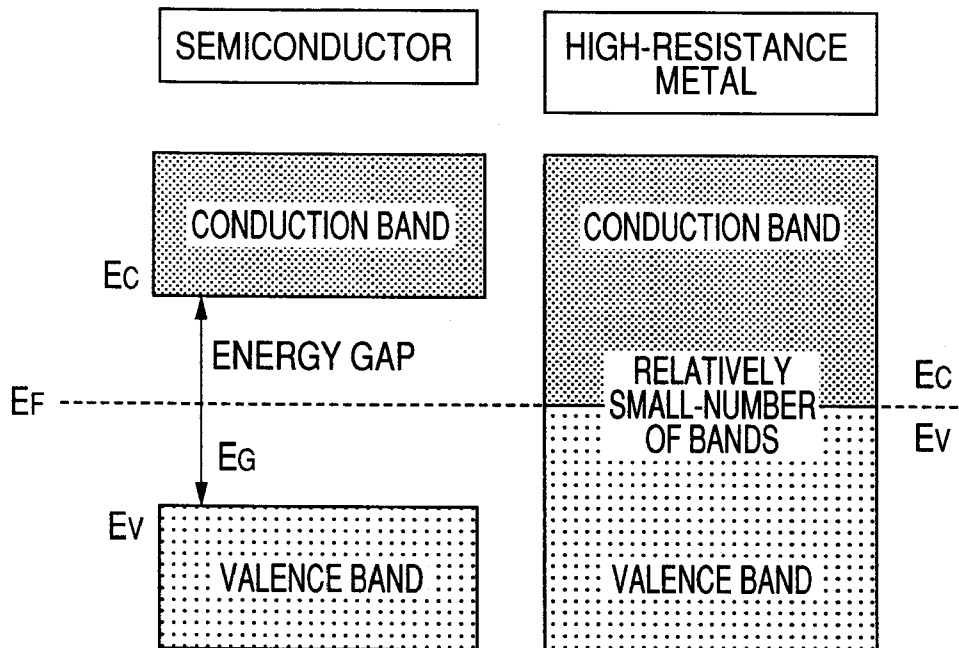 SEMICONDUCTOR
HIGH-RESISTANCE
METAL
CONDUCTION BAND
EC
ENERGY GAP
EF
EG
EV
VALENCE BAND
CONDUCTION BAND
RELATIVELY
SMALL-NUMBER
OF BANDS
EC
EV
VALENCE BAND